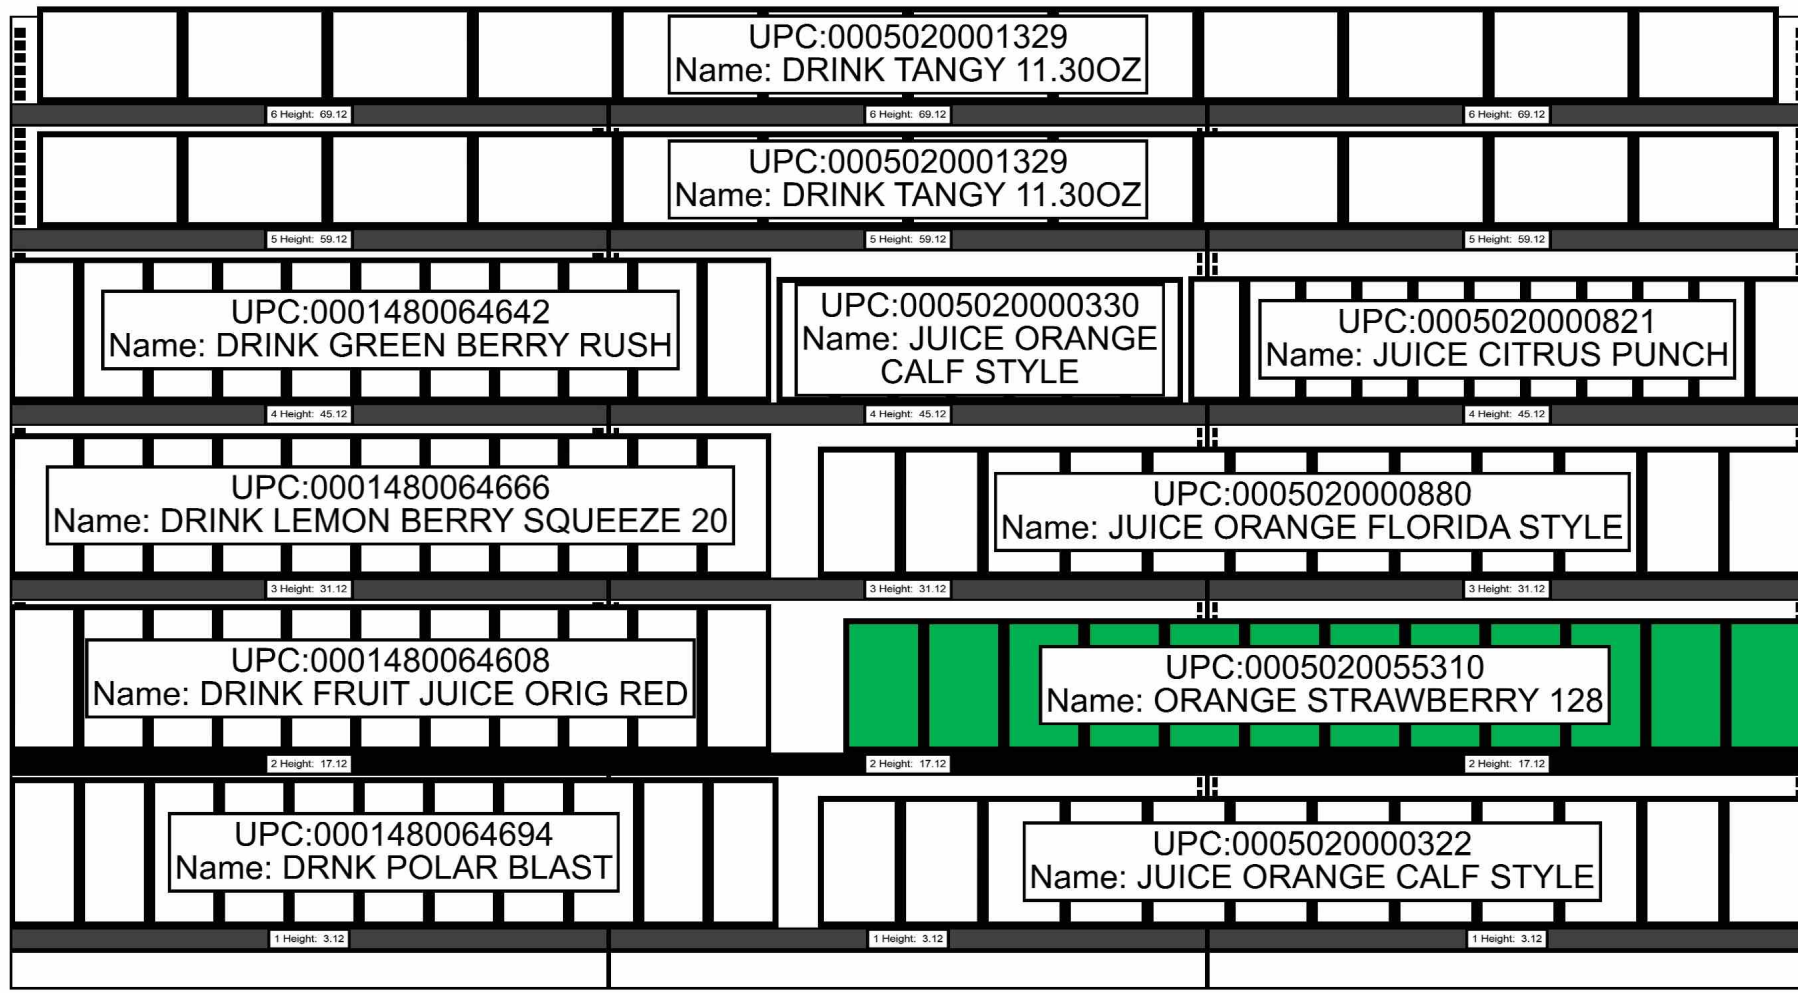 UPC:0005020001329
Name: DRINK TANGY 11.30OZ
6 Height: 69.12
6 Height: 69.12
6 Height: 69.12
UPC:0005020001329
Name: DRINK TANGY 11.30OZ
5 Height: 59.12
5 Height: 59.12
5 Height: 59.12
UPC:0001480064642
Name: DRINK GREEN BERRY RUSH
UPC:0005020000330
Name: JUICE ORANGE
CALF STYLE
UPC:0005020000821
Name: JUICE CITRUS PUNCH
4 Height: 45.12
4 Height: 45.12
4 Height: 45.12
UPC:0001480064666
Name: DRINK LEMON BERRY SQUEEZE 20
UPC:0005020000880
Name: JUICE ORANGE FLORIDA STYLE
3 Height: 31.12
3 Height: 31.12
3 Height: 31.12
UPC:0001480064608
Name: DRINK FRUIT JUICE ORIG RED
UPC:0005020055310
Name: ORANGE STRAWBERRY 128
2 Height: 17.12
2 Height: 17.12
2 Height: 17.12
UPC:0001480064694
Name: DRNK POLAR BLAST
UPC:0005020000322
Name: JUICE ORANGE CALF STYLE
1 Height: 3.12
1 Height: 3.12
1 Height: 3.12